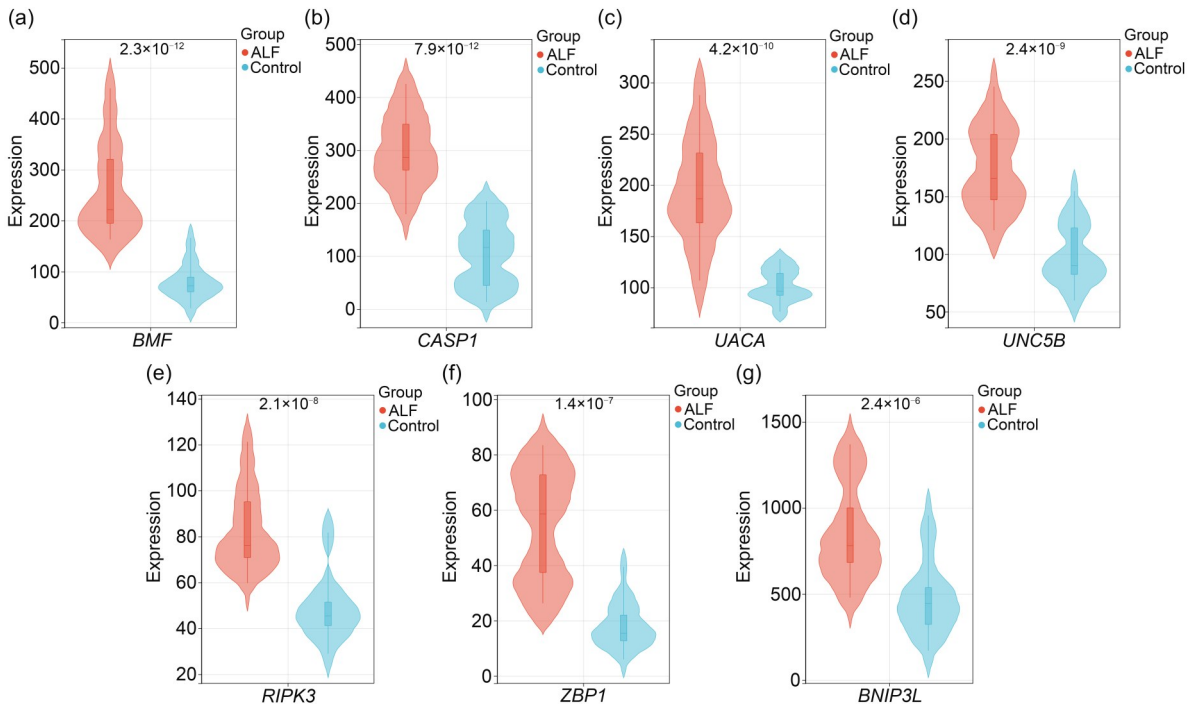 (a)
2.3×10⁻¹²
Group
ALF
Control
Expression
500
400
300
200
100
0
BMF
(b)
7.9×10⁻¹²
Group
ALF
Control
Expression
500
400
300
200
100
0
CASP1
(c)
4.2×10⁻¹⁰
Group
ALF
Control
Expression
300
250
200
150
100
UACA
(d)
2.4×10⁻⁹
Group
ALF
Control
Expression
250
200
150
100
50
UNC5B
(e)
2.1×10⁻⁸
Group
ALF
Control
Expression
140
120
100
80
60
40
20
RIPK3
(f)
1.4×10⁻⁷
Group
ALF
Control
Expression
100
80
60
40
20
0
ZBP1
(g)
2.4×10⁻⁶
Group
ALF
Control
Expression
1500
1000
500
0
BNIP3L